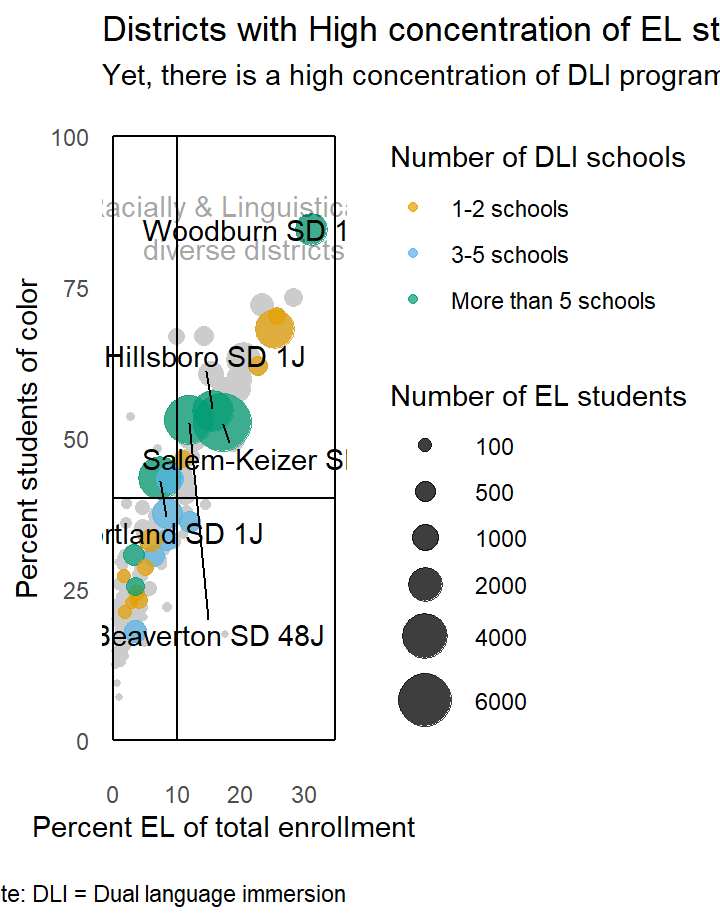 Districts with High concentration of EL st
Yet, there is a high concentration of DLI program
Percent students of color
100
75
50
25
0
acially & Linguistica
diverse districts
Woodburn SD 1
Hillsboro SD 1J
Salem-Keizer S
rtland SD 1J
Beaverton SD 48J
0 10 20 30
Percent EL of total enrollment
Number of DLI schools
1-2 schools
3-5 schools
More than 5 schools
Number of EL students
100
500
1000
2000
4000
6000
te: DLI = Dual language immersion